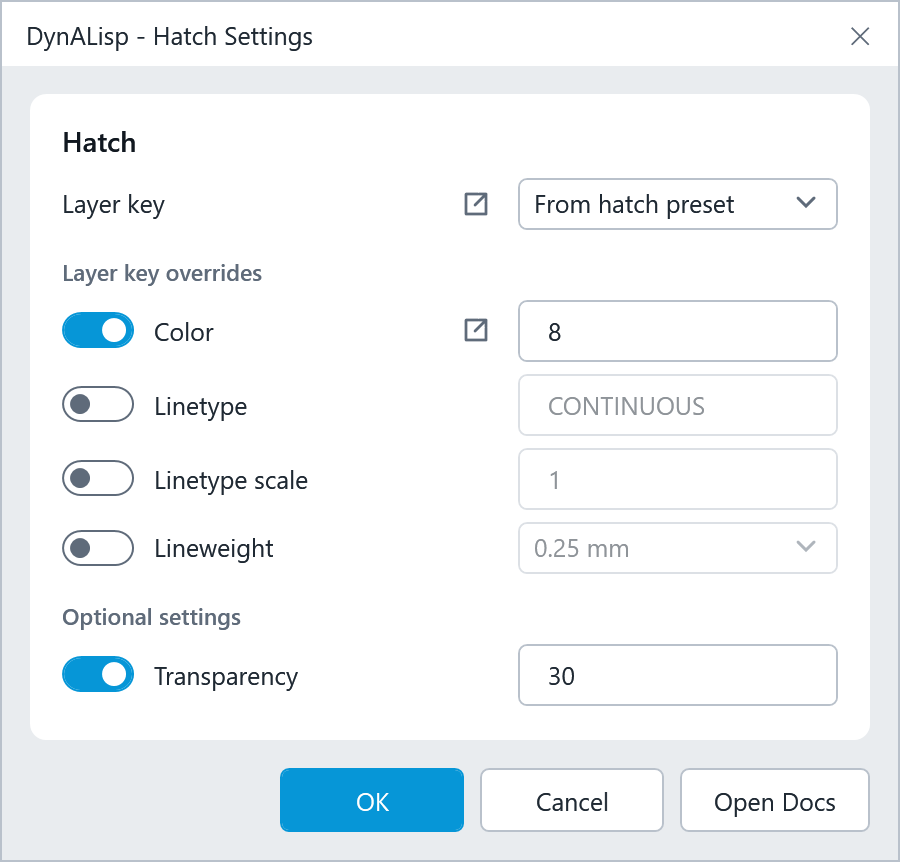 DynALisp - Hatch Settings
Hatch
Layer key
From hatch preset
Layer key overrides
Color
8
Linetype
CONTINUOUS
Linetype scale
1
Lineweight
0.25 mm
Optional settings
Transparency
30
OK
Cancel
Open Docs